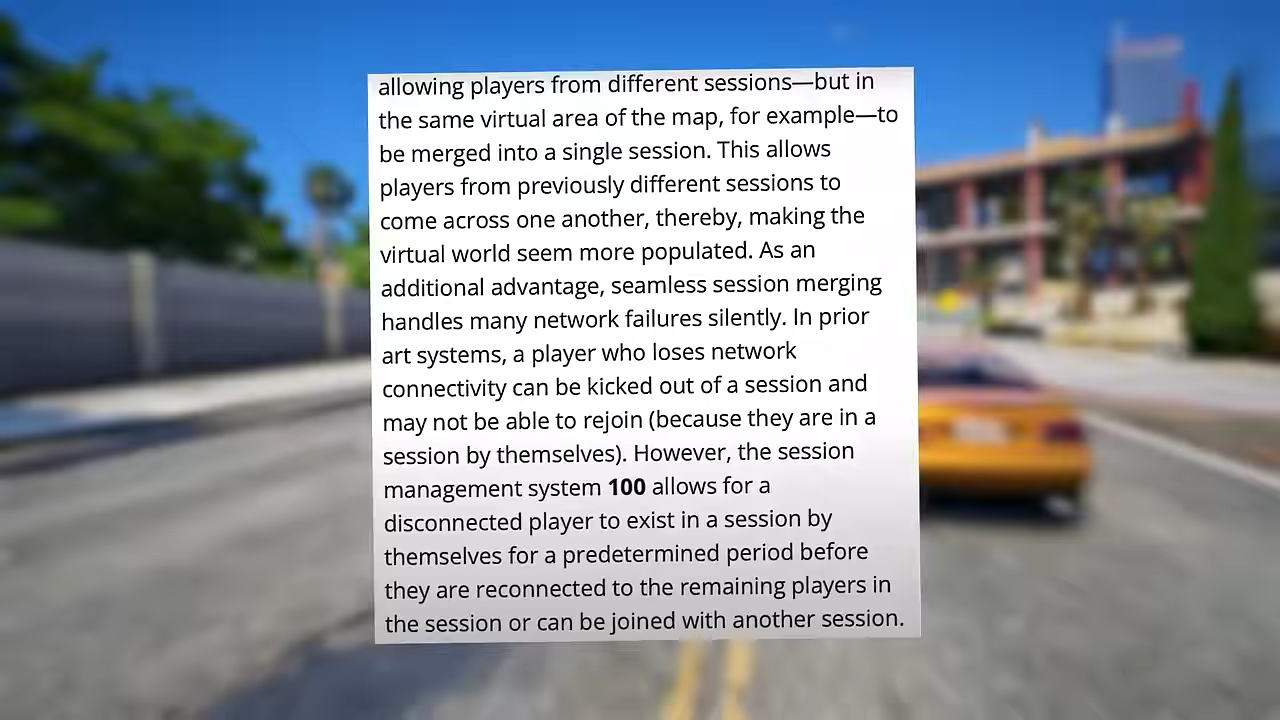 allowing players from different sessions—but in
the same virtual area of the map, for example—to
be merged into a single session. This allows
players from previously different sessions to
come across one another, thereby, making the
virtual world seem more populated. As an
additional advantage, seamless session merging
handles many network failures silently. In prior
art systems, a player who loses network
connectivity can be kicked out of a session and
may not be able to rejoin (because they are in a
session by themselves). However, the session
management system 100 allows for a
disconnected player to exist in a session by
themselves for a predetermined period before
they are reconnected to the remaining players in
the session or can be joined with another session.